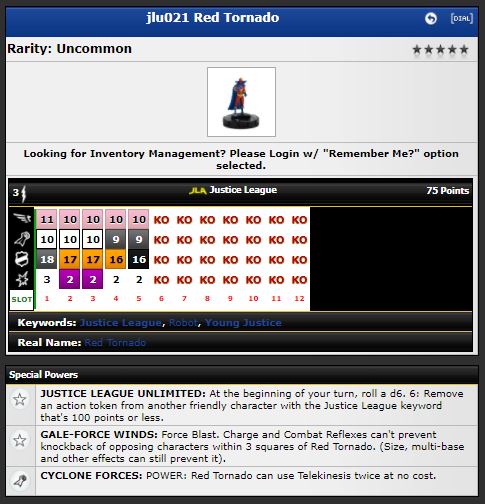 jlu021 Red Tornado
[DIAL]
Rarity: Uncommon
Looking for Inventory Management? Please Login w/ "Remember Me?" option
selected.
3 JLA Justice League 75 Points
11 10 10 10 10 KO KO KO KO KO KO KO
10 10 10 9 9 KO KO KO KO KO KO KO
18 17 17 16 16 KO KO KO KO KO KO KO
3 2 2 2 2 KO KO KO KO KO KO KO
SLOT 1 2 3 4 5 6 7 8 9 10 11 12
Keywords: Justice League, Robot, Young Justice
Real Name: Red Tornado
Special Powers
JUSTICE LEAGUE UNLIMITED: At the beginning of your turn, roll a d6. 6: Remove
an action token from another friendly character with the Justice League keyword
that's 100 points or less.
GALE-FORCE WINDS: Force Blast. Charge and Combat Reflexes can't prevent
knockback of opposing characters within 3 squares of Red Tornado. (Size, multi-base
and other effects can still prevent it).
CYCLONE FORCES: POWER: Red Tornado can use Telekinesis twice at no cost.